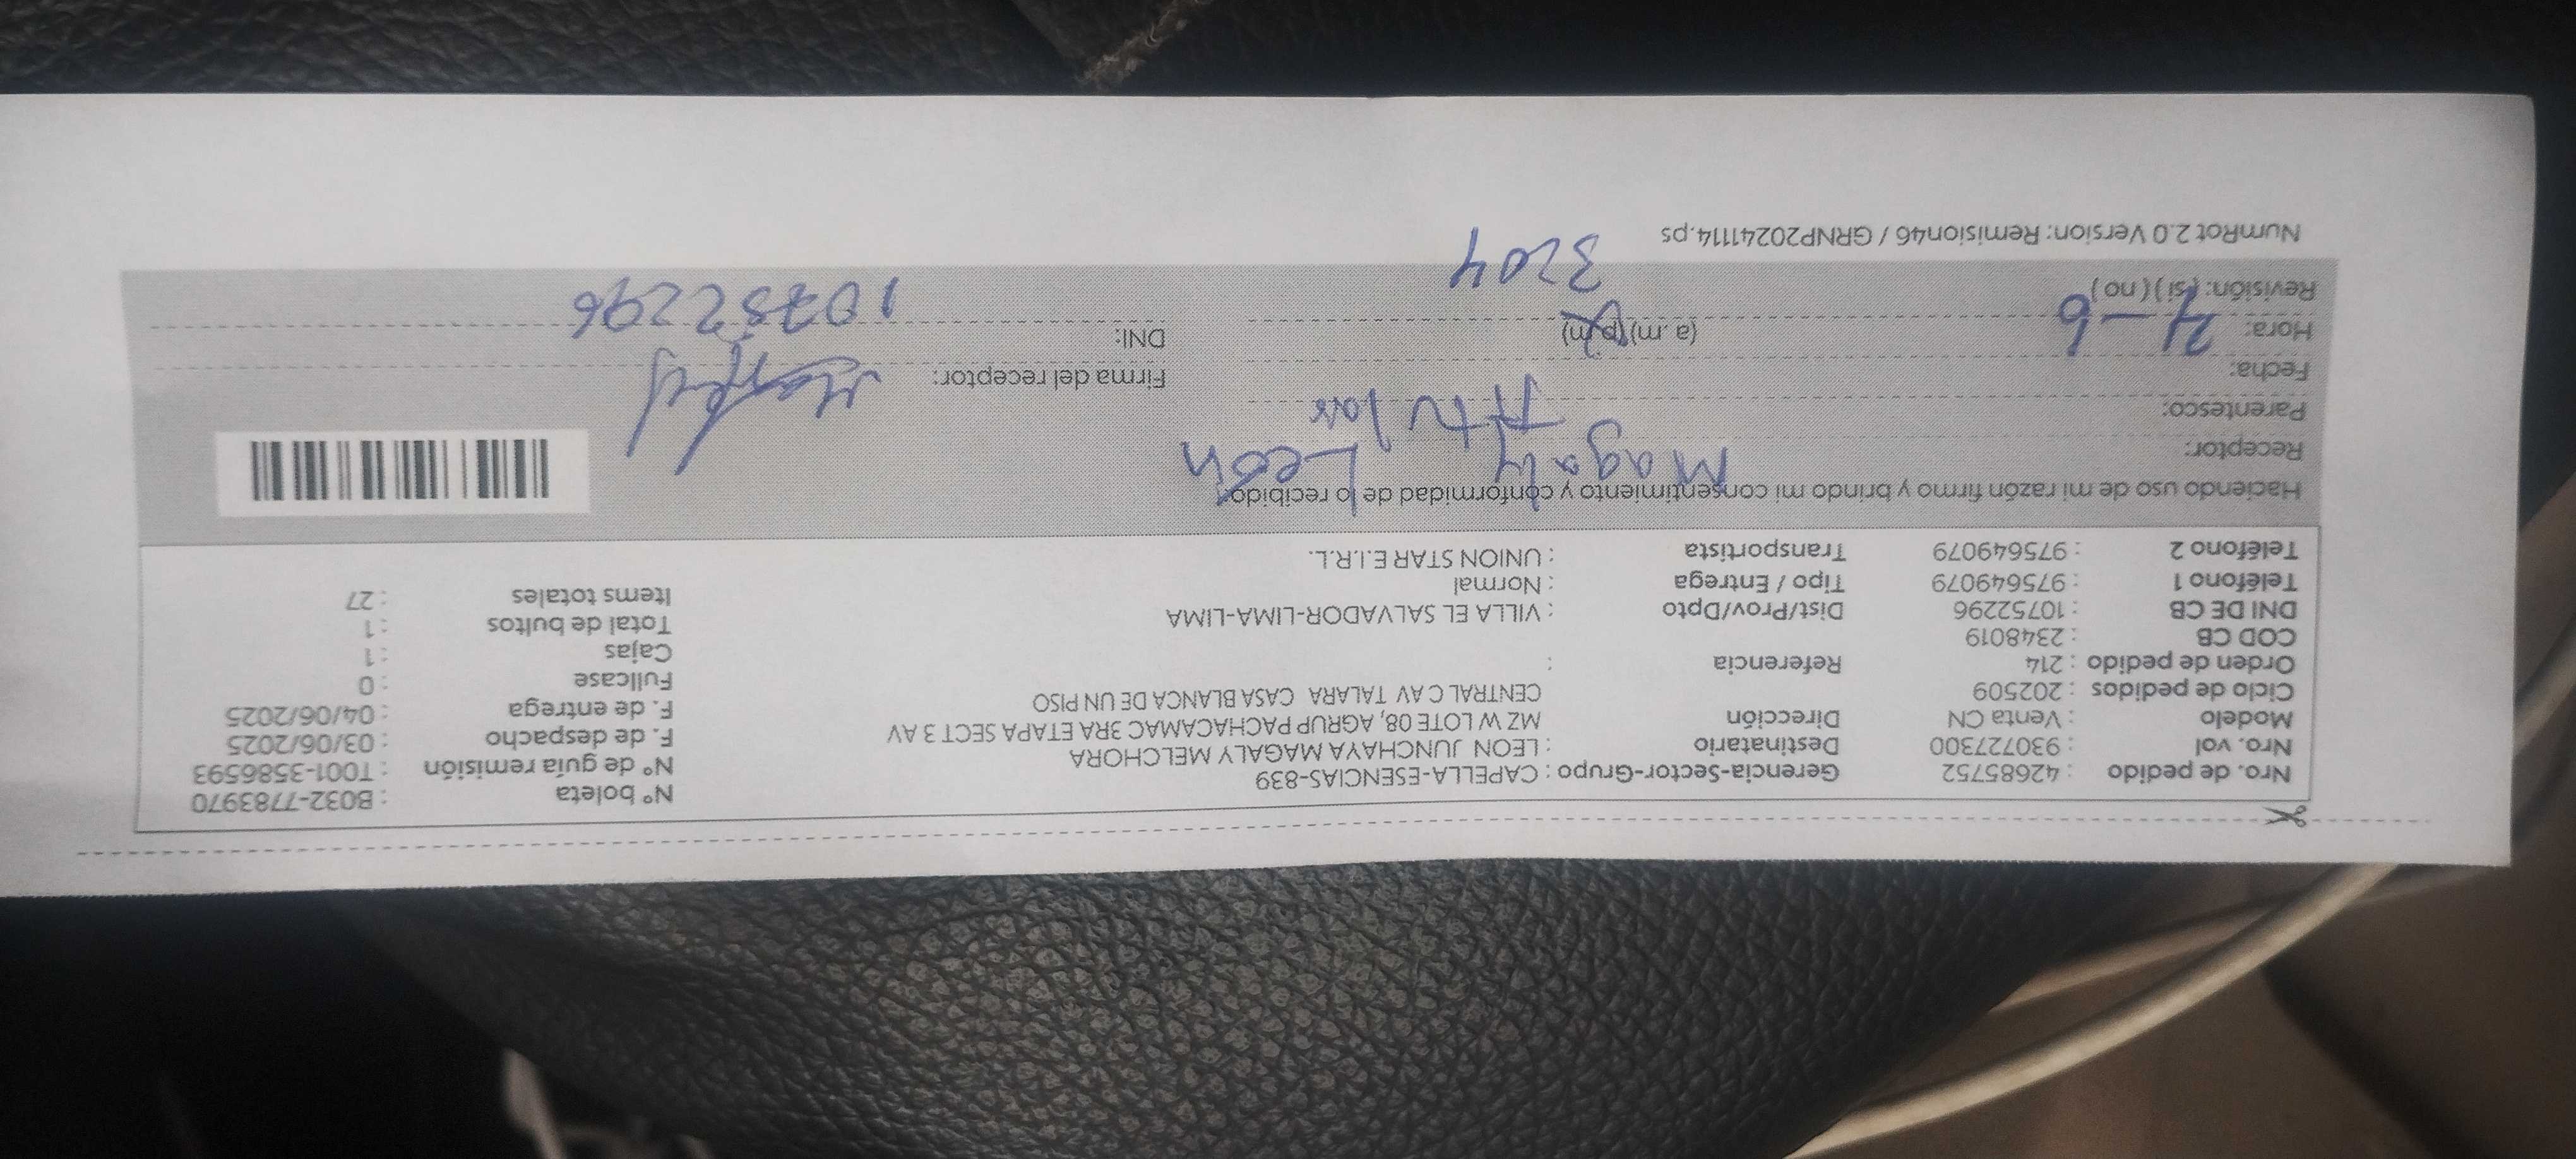 Nro. de pedido : 42685752
Nro. vol : 930727300
Modelo : Venta CN
Ciclo de pedidos : 202509
Orden de pedido : 214
COD CB : 2348019
DNI DE CB : 10752296
Teléfono 1 : 975649079
Teléfono 2 : 975649079
Gerencia-Sector-Grupo : CAPELLA-ESENCIAS-839
Destinatario : LEON JUNCHAYA MAGALY MELCHORA
Dirección MZ W LOTE 08, AGRUP PACHACAMAC 3RA ETAPA SECT 3 AV
CENTRAL C AV TALARA CASA BLANCA DE UN PISO
Referencia :
Dist/Prov/Dpto : VILLA EL SALVADOR-LIMA-LIMA
Tipo / Entrega : Normal
Transportista : UNION STAR E.I.R.L.
N° boleta : B032-7783970
N° de guía remisión : T001-3586593
F. de despacho : 03/06/2025
F. de entrega : 04/06/2025
Fullcase : 0
Cajas : 1
Total de bultos : 1
Items totales : 27
Haciendo uso de mi razón firmo y brindo mi consentimiento y conformidad de lo recibido.
Receptor: Magaly León
Parentesco:
Fecha: 4-6
Hora: (a.m) (p.m) 3204
Revisión: (si) (no)
Firma del receptor:
DNI: 10752296
NumRot 2.0 Version: Remision46 / GRNP20241114.ps